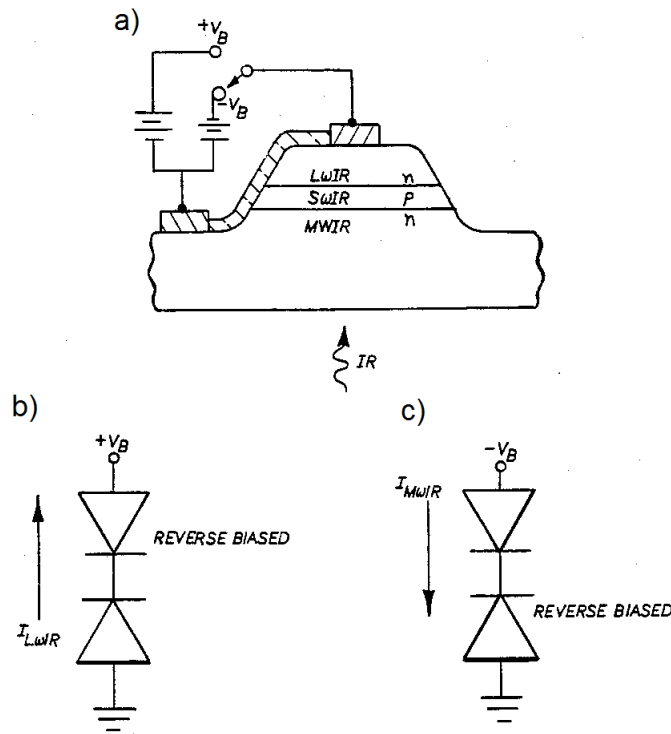 a)
+VB
-VB
LWIR n
SWIR P
MWIR n
IR
b)
c)
+VB
-VB
IMWIR
REVERSE BIASED
ILWIR
REVERSE BIASED